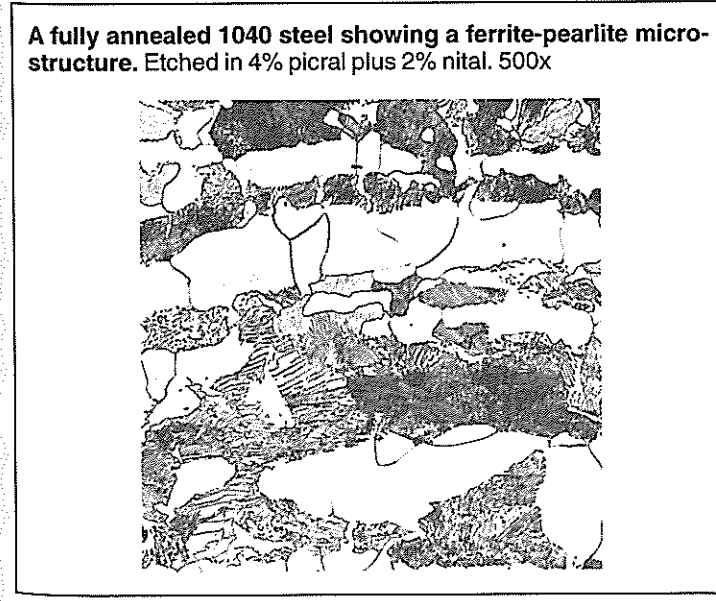 A fully annealed 1040 steel showing a ferrite-pearlite micro-
structure. Etched in 4% picral plus 2% nital. 500x